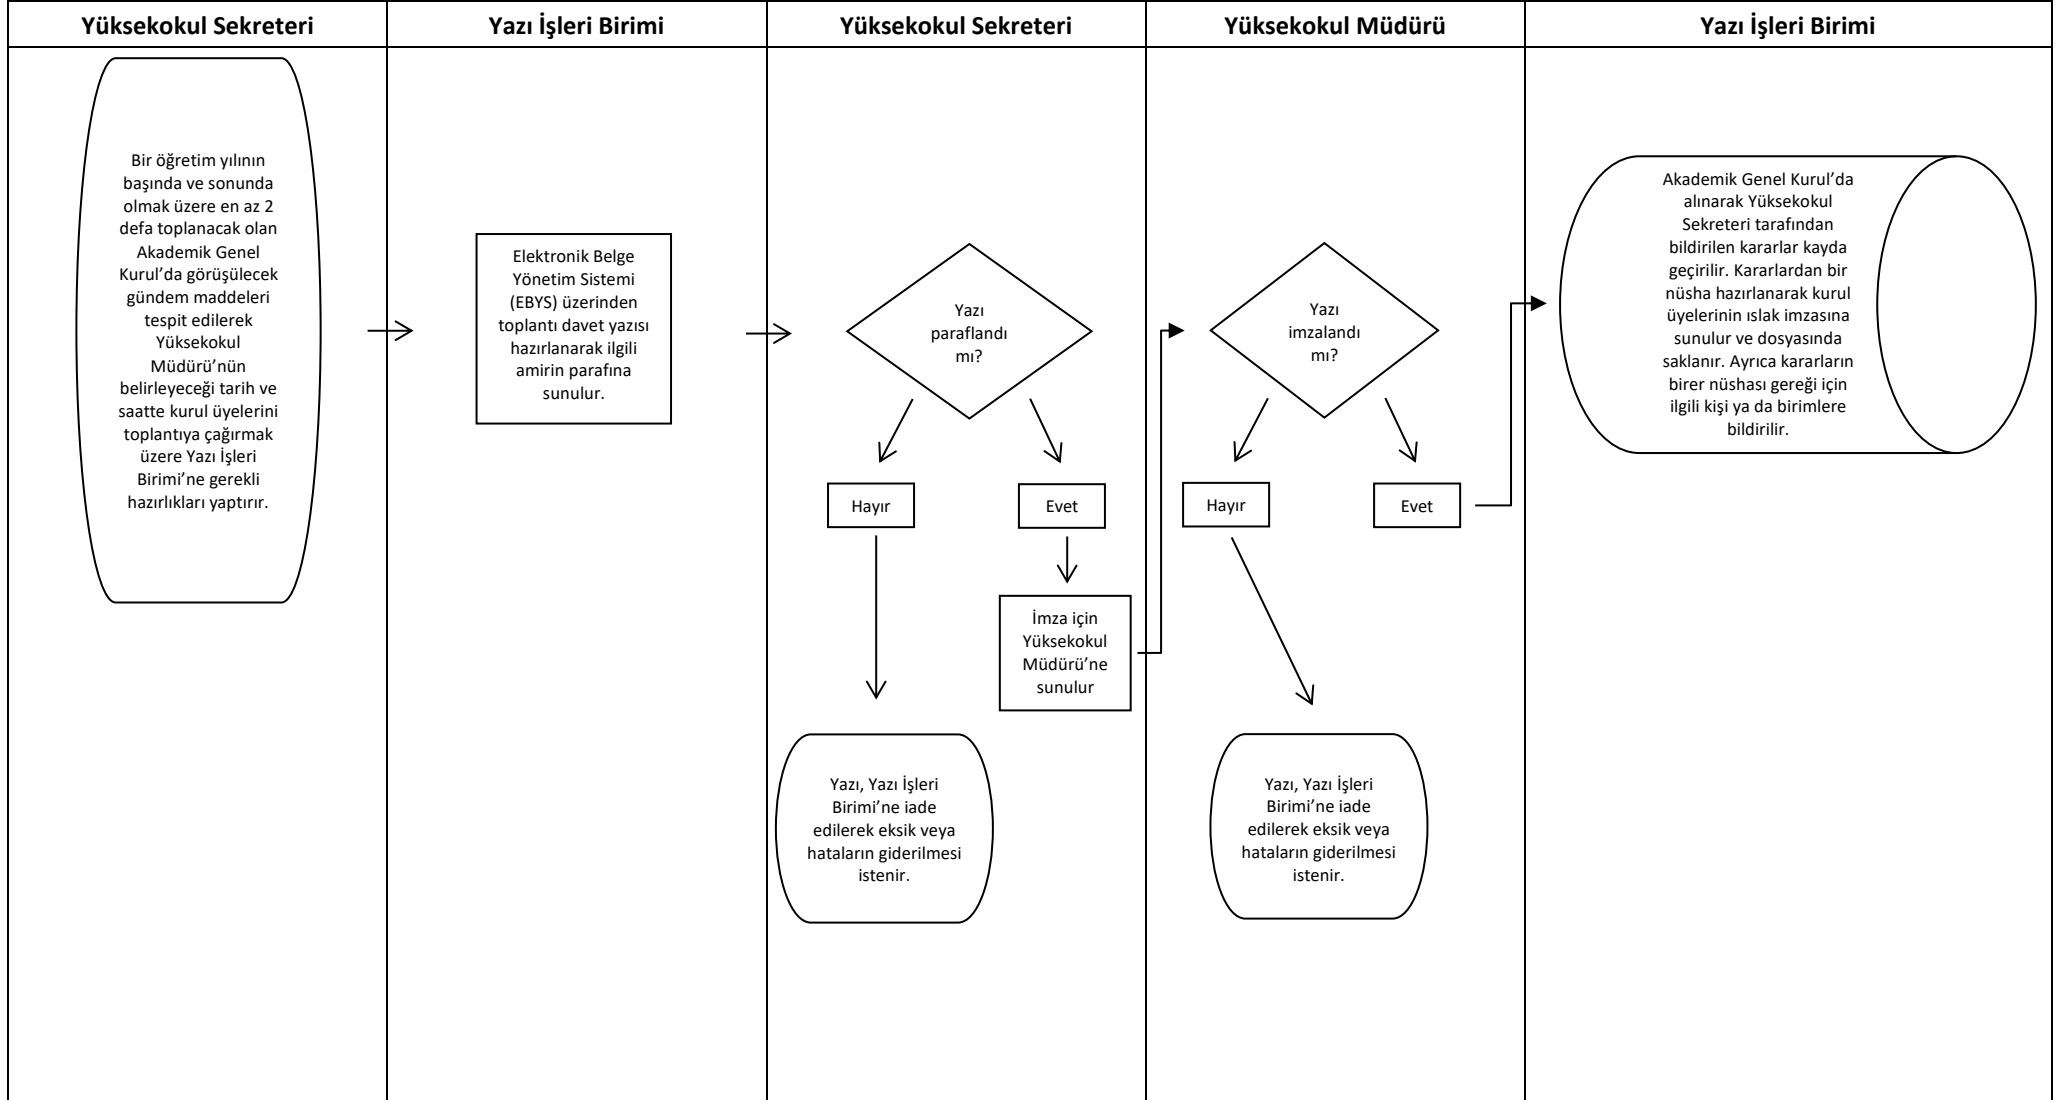 Yüksekokul Sekreteri
Yazı İşleri Birimi
Yüksekokul Sekreteri
Yüksekokul Müdürü
Yazı İşleri Birimi
Bir öğretim yılının
başında ve sonunda
olmak üzere en az 2
defa toplanacak olan
Akademik Genel
Kurul’da görüşülecek
gündem maddeleri
tespit edilerek
Yüksekokul
Müdürü’nün
belirleyeceği tarih ve
saatte kurul üyelerini
toplantıya çağırmak
üzere Yazı İşleri
Birimi’ne gerekli
hazırlıkları yaptırır.
Elektronik Belge
Yönetim Sistemi
(EBYS) üzerinden
toplantı davet yazısı
hazırlanarak ilgili
amirin parafına
sunulur.
Yazı
paraflandı
mı?
Hayır
Evet
İmza için
Yüksekokul
Müdürü’ne
sunulur
Yazı, Yazı İşleri
Birimi’ne iade
edilerek eksik veya
hataların giderilmesi
istenir.
Yazı
imzalandı
mı?
Hayır
Evet
Yazı, Yazı İşleri
Birimi’ne iade
edilerek eksik veya
hataların giderilmesi
istenir.
Akademik Genel Kurul’da
alınarak Yüksekokul
Sekreteri tarafından
bildirilen kararlar kayda
geçirilir. Kararlardan bir
nüsha hazırlanarak kurul
üyelerinin ıslak imzasına
sunulur ve dosyasında
saklanır. Ayrıca kararların
birer nüshası gereği için
ilgili kişi ya da birimlere
bildirilir.